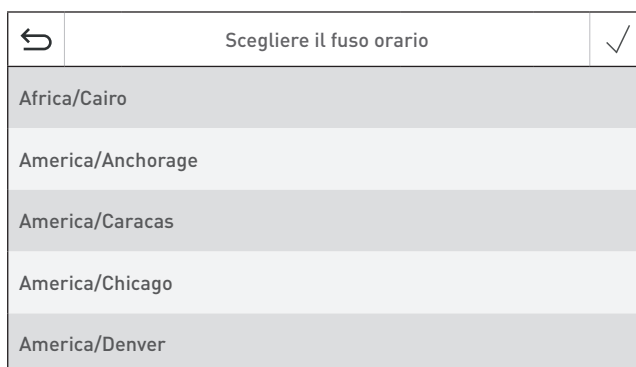 Scegliere il fuso orario
Africa/Cairo
America/Anchorage
America/Caracas
America/Chicago
America/Denver